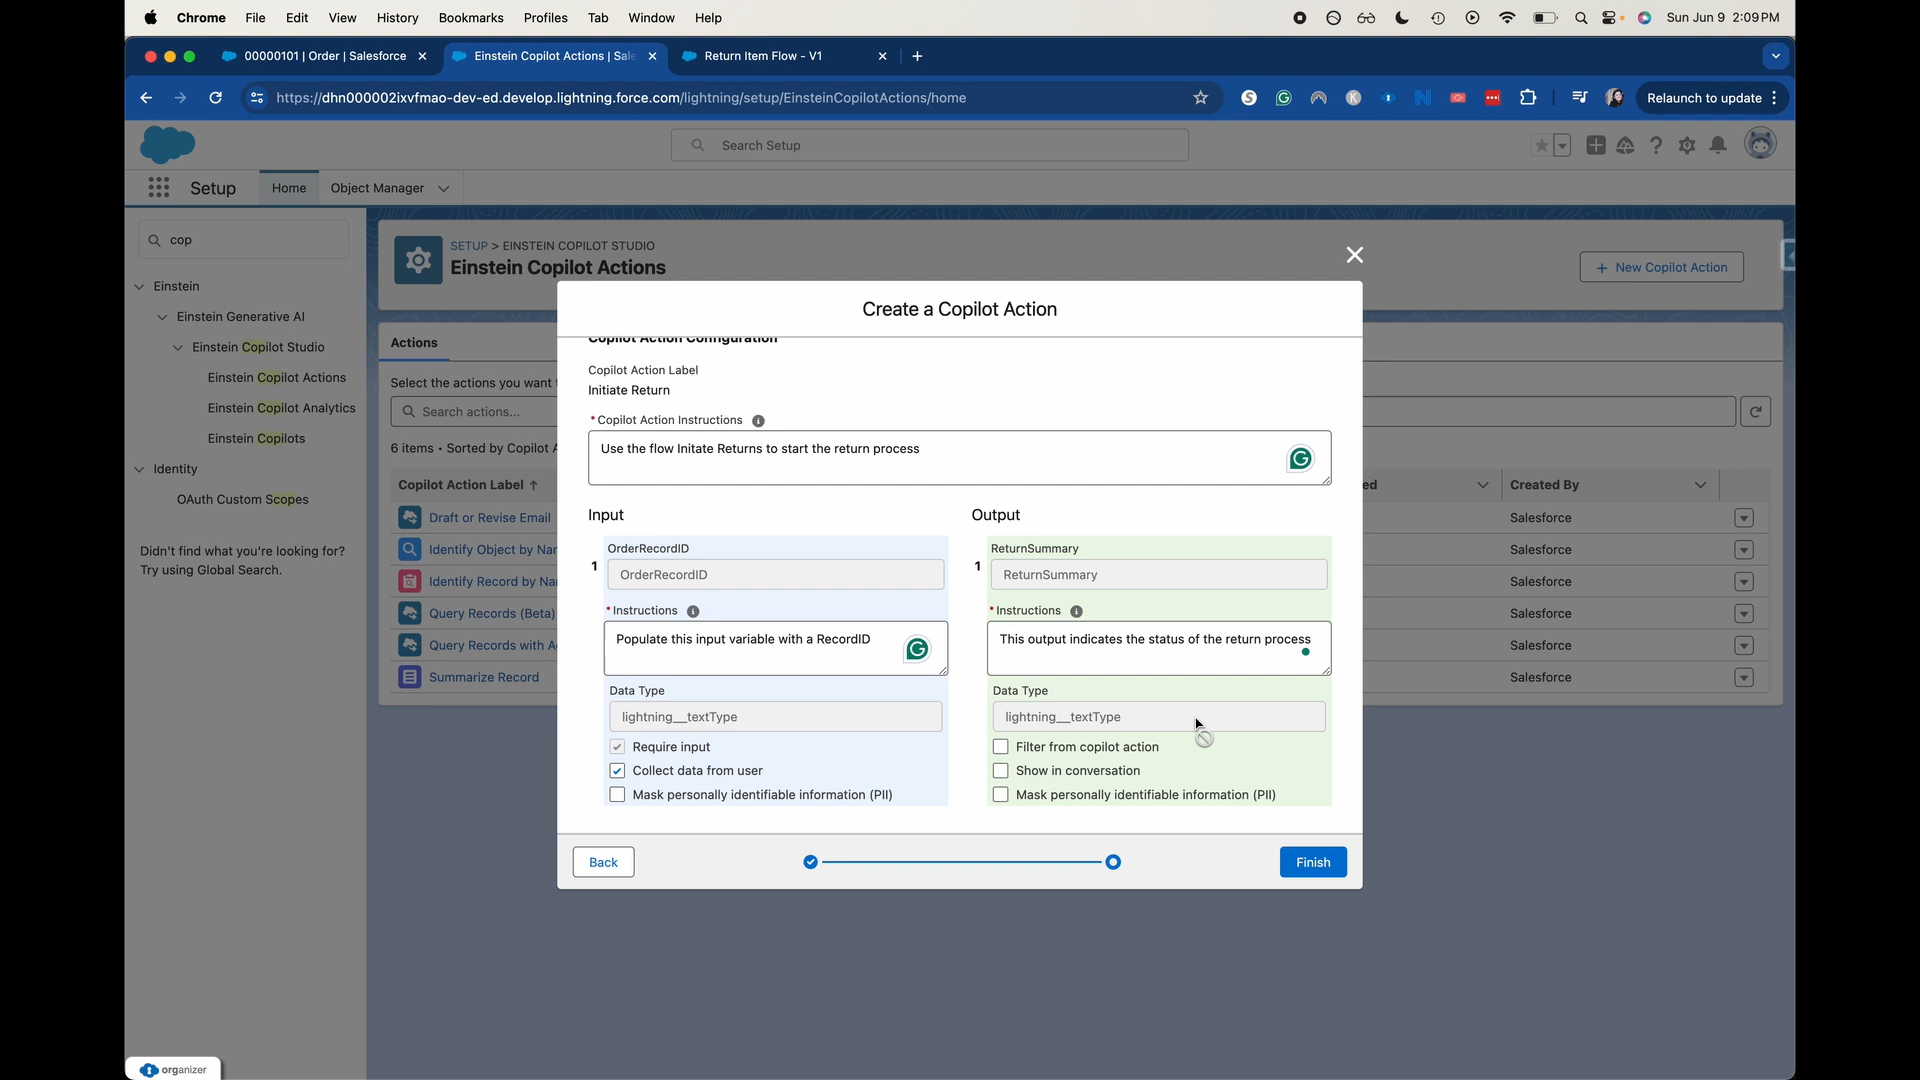 Chrome File Edit View History Bookmarks Profiles Tab Window Help Sun Jun 9 2:09 PM
00000101 | Order | Salesforce Einstein Copilot Actions | Sale Return Item Flow - V1
https://dhn000002ixvfmao-dev-ed.develop.lightning.force.com/lightning/setup/EinsteinCopilotActions/home Relaunch to update
Search Setup
Setup Home Object Manager
cop
Einstein
Einstein Generative AI
Einstein Copilot Studio
Einstein Copilot Actions
Einstein Copilot Analytics
Einstein Copilots
Identity
OAuth Custom Scopes
Didn't find what you're looking for?
Try using Global Search.
SETUP > EINSTEIN COPILOT STUDIO
Einstein Copilot Actions
+ New Copilot Action
Actions
Select the actions you want
Search actions...
6 items • Sorted by Copilot A
Copilot Action Label ed Created By
Draft or Revise Email Salesforce
Identify Object by Nam Salesforce
Identify Record by Na Salesforce
Query Records (Beta) Salesforce
Query Records with A Salesforce
Summarize Record Salesforce
Create a Copilot Action
Copilot Action Configuration
Copilot Action Label
Initiate Return
*Copilot Action Instructions
Use the flow Initate Returns to start the return process
Input Output
1 OrderRecordID
OrderRecordID
*Instructions
Populate this input variable with a RecordID
Data Type
lightning__textType
Require input
Collect data from user
Mask personally identifiable information (PII)
1 ReturnSummary
ReturnSummary
*Instructions
This output indicates the status of the return process
Data Type
lightning__textType
Filter from copilot action
Show in conversation
Mask personally identifiable information (PII)
Back Finish
organizer